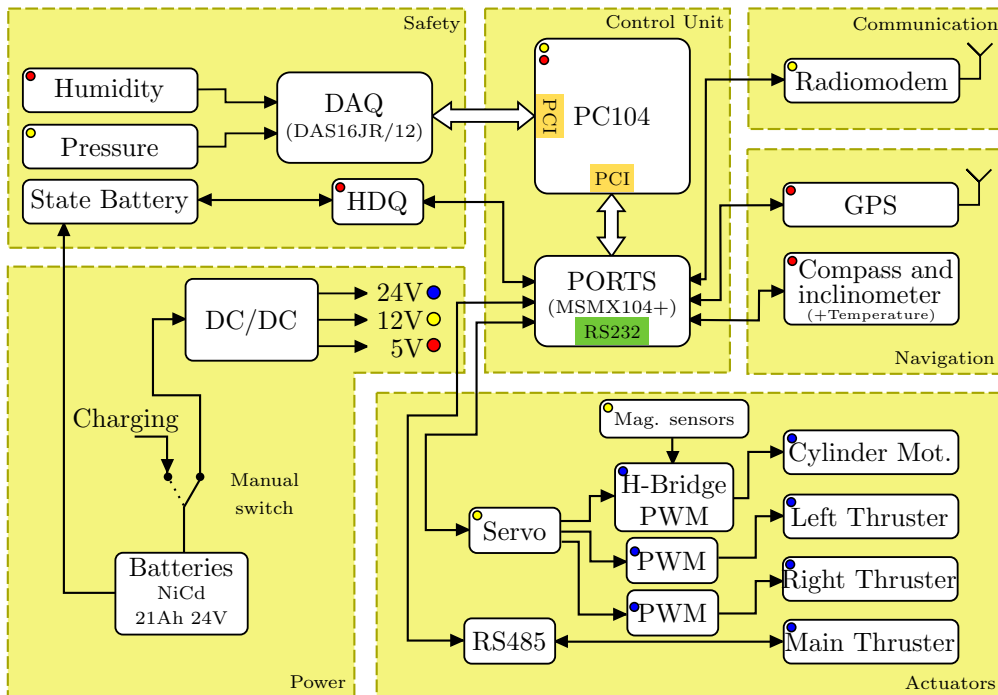 Safety
Humidity
Pressure
State Battery
DAQ
(DAS16JR/12)
HDQ
Control Unit
PCI
PC104
PCI
PORTS
(MSMX104+)
RS232
Communication
Radiomodem
GPS
Compass and
inclinometer
(+Temperature)
Navigation
DC/DC
24V
12V
5V
Charging
Manual
switch
Batteries
NiCd
21Ah 24V
Power
Mag. sensors
H-Bridge
PWM
Servo
PWM
PWM
RS485
Cylinder Mot.
Left Thruster
Right Thruster
Main Thruster
Actuators